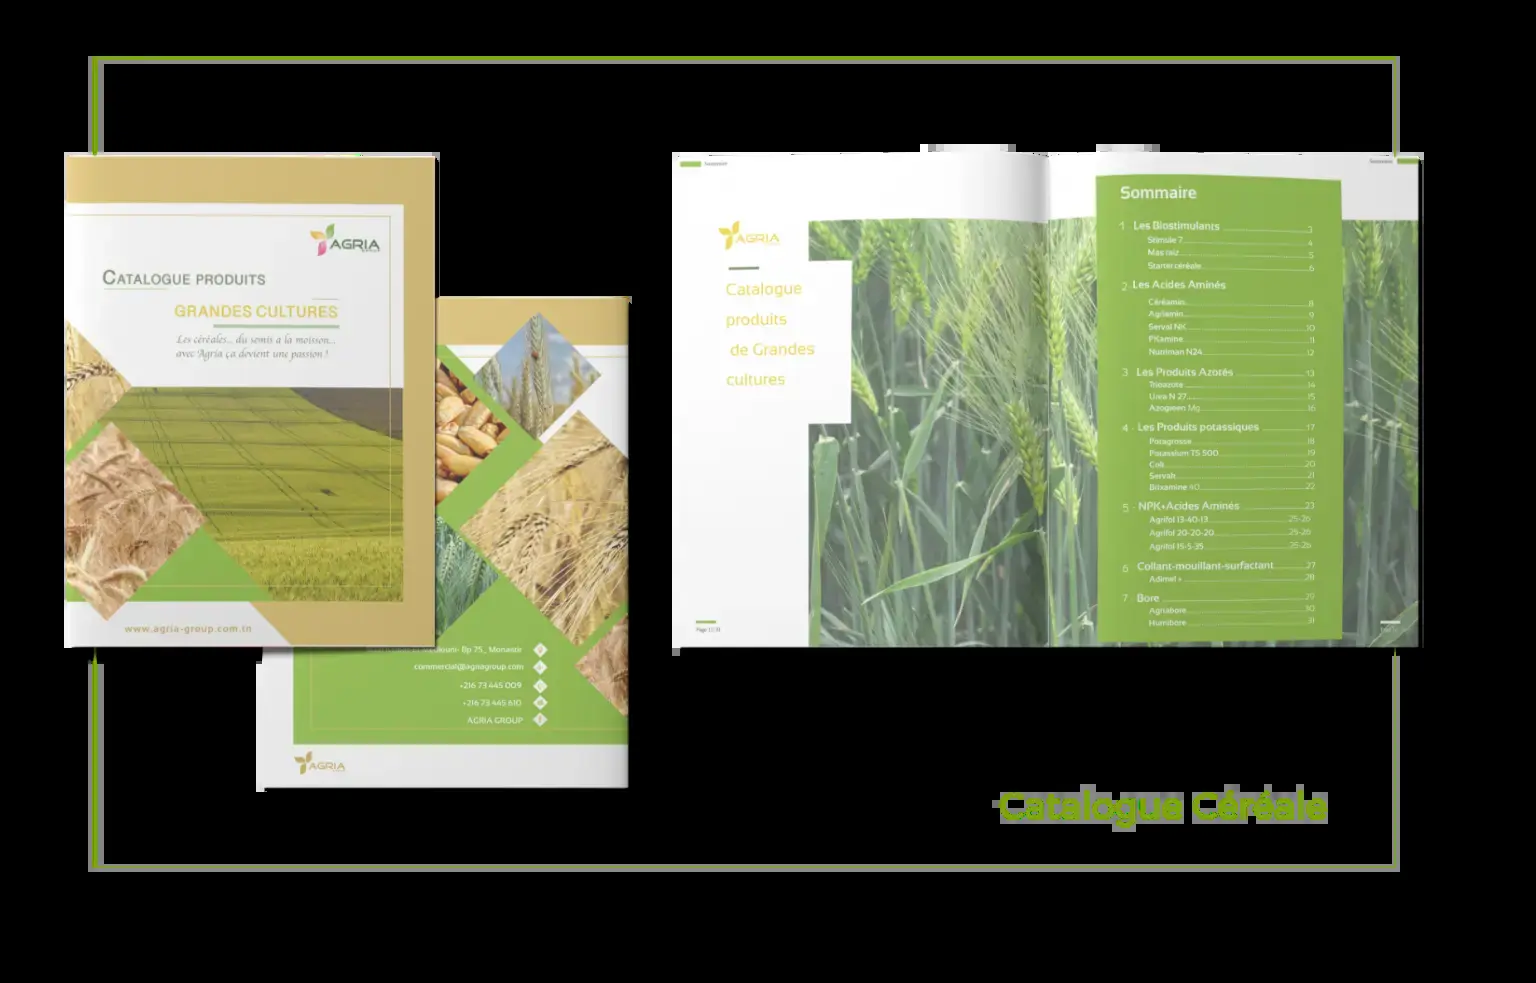 AGRIA
CATALOGUE PRODUITS
GRANDES CULTURES
Les céréales... du semis a la moisson...
avec Agria ça devient une passion !
www.agria-group.com.tn
Bp 75_ Monastir
commercial@agriagroup.com
+216 73 445 009
+216 73 445 610
AGRIA GROUP
AGRIA
Sommaire
AGRIA
Catalogue
produits
de Grandes
cultures
Sommaire
Sommaire
1 Les Biostimulants 3
Stimulie 7 4
5
Starter céréale 6
2 Les Acides Aminés
Céréamin 8
Agriamin 9
Serval NK 10
F'Kamine 11
Nutriman N24 12
3 Les Produits Azotés 13
Triazote 14
Urea N 27 15
Azogreen Mg 16
4 - Les Produits potassiques 17
Potagrosse 18
Potassium TS 500 19
Coli 20
Servah 21
Boxamine 40 22
5 - NPK+Acides Aminés 23
Agrifol 13-40-13 25-26
Agrifol 20-20-20 25-26
Agrifol 15-5-35 25-26
6 Collant-mouillant-surfactant 27
Adimel + 28
7 - Bore 29
Agriabore 30
Humibore 31
Catalogue Céréale